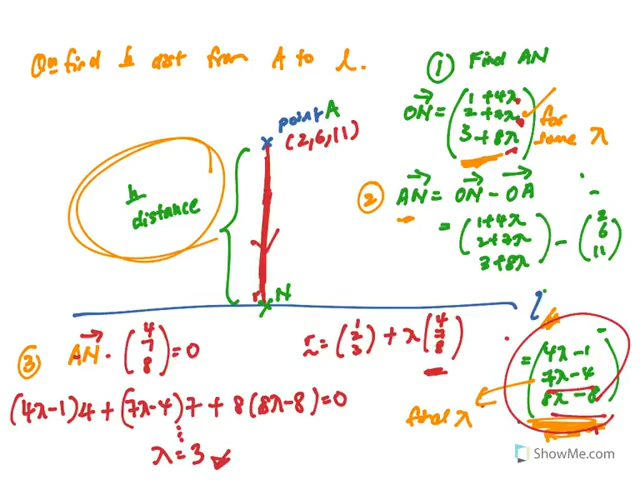 Qn = find ⊥ dist from A to l.
① Find AN
ON = (1+4λ
2+7λ
3+8λ) for some λ
point A
(2,6,11)
⊥
distance
② AN = ON - OA
= (1+4λ
2+7λ
3+8λ) - (2
6
11)
N
l
③ AN · (4
7
8) = 0
r = (1
2
3) + λ(4
7
8)
= (4λ-1
7λ-4
8λ-8)
find λ
(4λ-1)4+(7λ-4)7+8(8λ-8)=0
λ=3
ShowMe.com